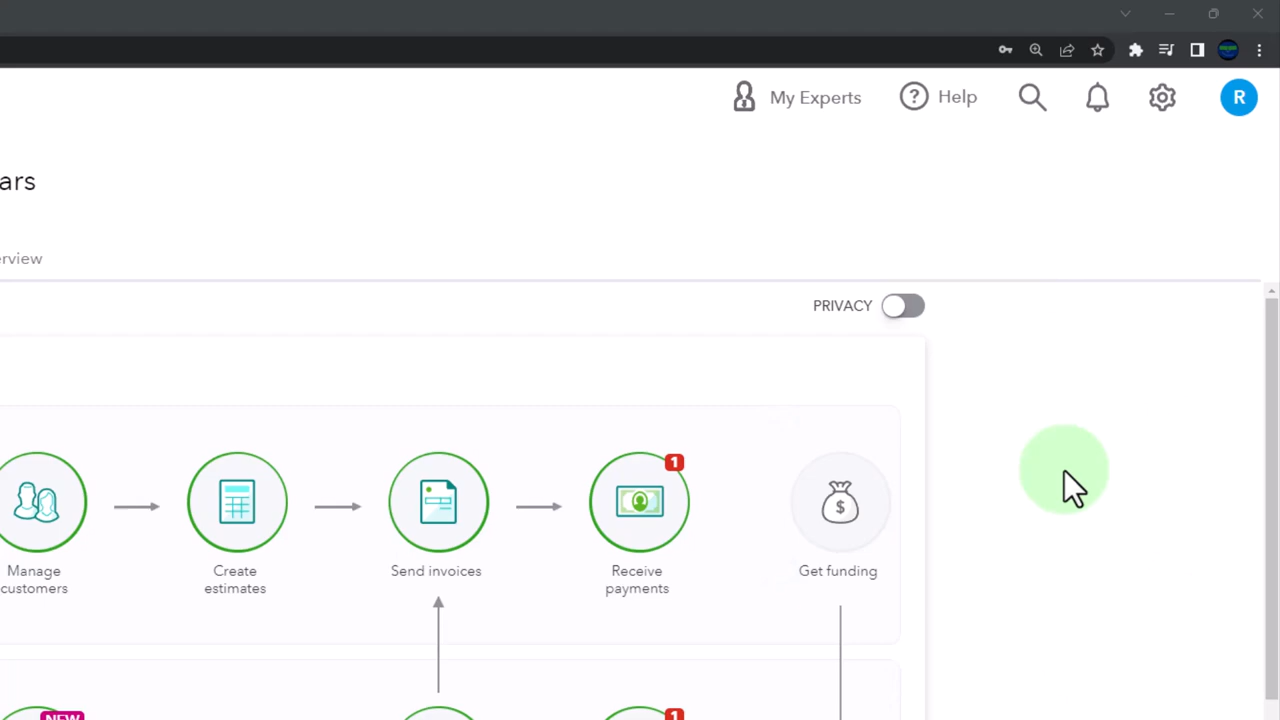 My Experts
? Help
R
ars
erview
PRIVACY
1
$
Manage
customers
Create
estimates
Send invoices
Receive
payments
Get funding
NEW
1